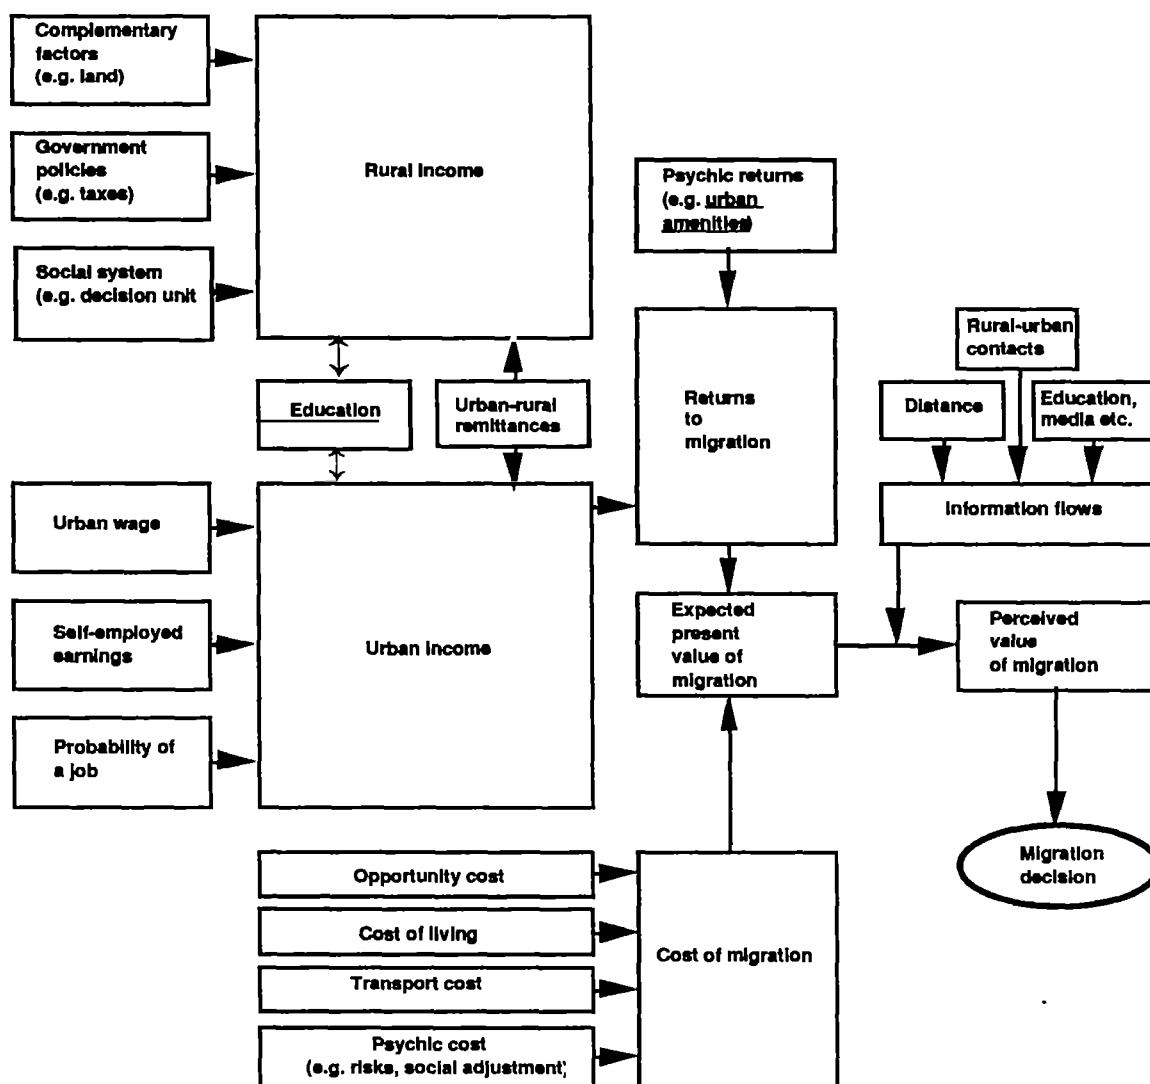 Complementary
factors
(e.g. land)
Government
policies
(e.g. taxes)
Social system
(e.g. decision unit
Rural income
Psychic returns
(e.g. urban
amenities)
Education
Urban-rural
remittances
Returns
to
migration
Rural-urban
contacts
Distance
Education,
media etc.
Information flows
Urban wage
Self-employed
earnings
Probability of
a job
Urban income
Expected
present
value of
migration
Perceived
value
of migration
Migration
decision
Opportunity cost
Cost of living
Transport cost
Psychic cost
(e.g. risks, social adjustment)
Cost of migration